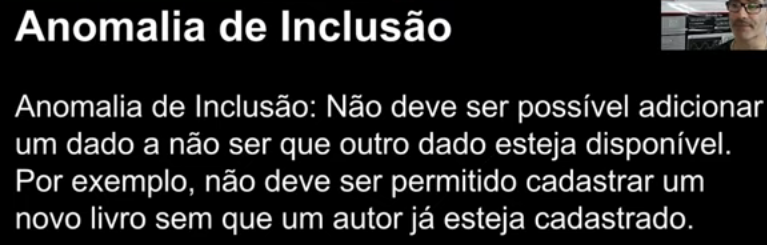 Anomalia de Inclusão
Anomalia de Inclusão: Não deve ser possível adicionar
um dado a não ser que outro dado esteja disponível.
Por exemplo, não deve ser permitido cadastrar um
novo livro sem que um autor já esteja cadastrado.